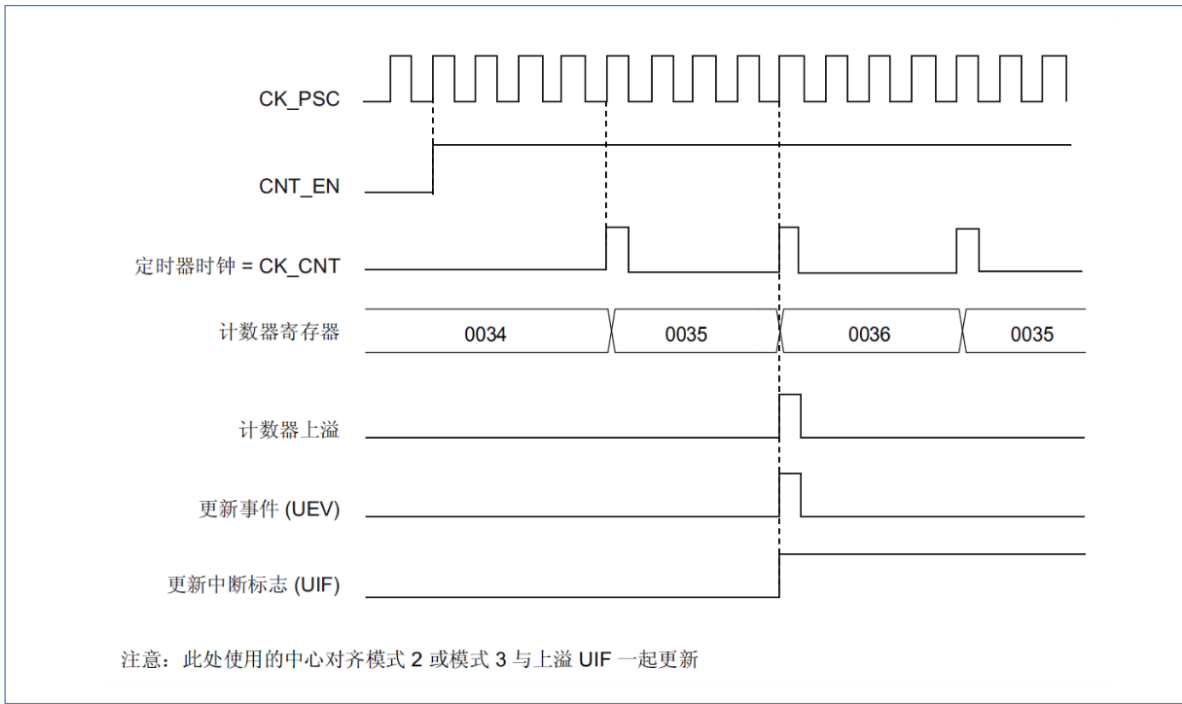 CK_PSC
CNT_EN
定时器时钟 = CK_CNT
计数器寄存器 0034 0035 0036 0035
计数器上溢
更新事件 (UEV)
更新中断标志 (UIF)
注意：此处使用的中心对齐模式 2 或模式 3 与上溢 UIF 一起更新